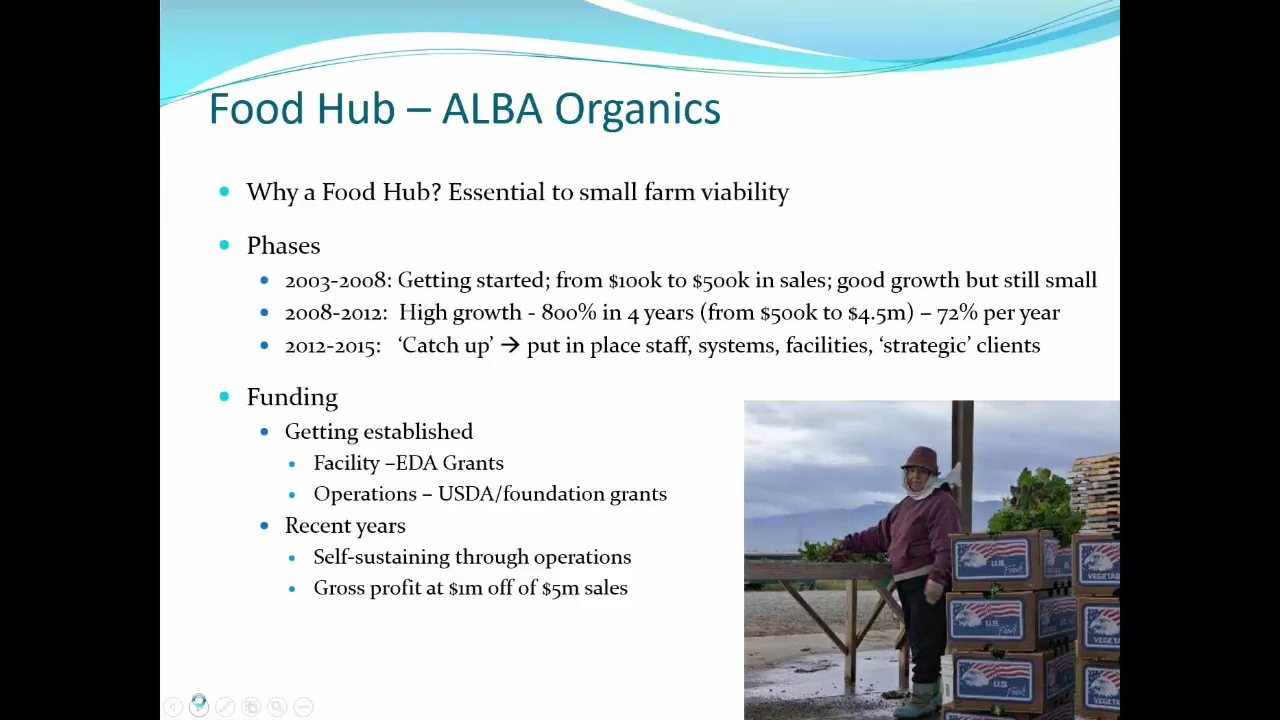 Food Hub – ALBA Organics
Why a Food Hub? Essential to small farm viability
Phases
2003-2008: Getting started; from $100k to $500k in sales; good growth but still small
2008-2012: High growth - 800% in 4 years (from $500k to $4.5m) – 72% per year
2012-2015: ‘Catch up’ → put in place staff, systems, facilities, ‘strategic’ clients
Funding
Getting established
Facility –EDA Grants
Operations – USDA/foundation grants
Recent years
Self-sustaining through operations
Gross profit at $1m off of $5m sales
U.S.
Fresh
VEGETAB
U.S.
Fresh
U.S.
Fresh